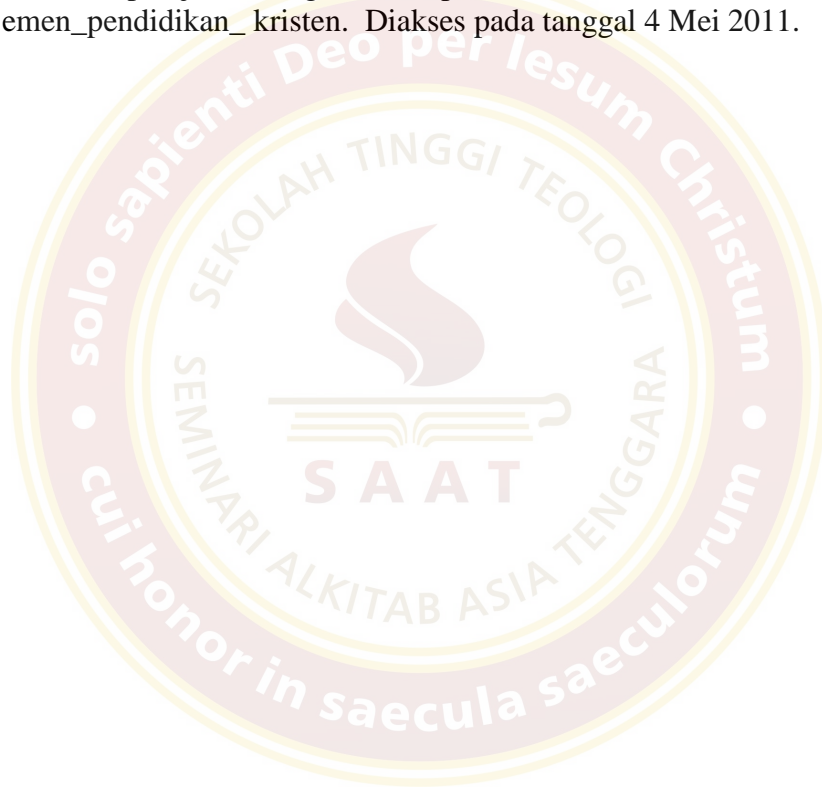 emen_pendidikan_ kristen.  Diakses pada tanggal 4 Mei 2011.
solo sapienti Deo per Iesum Christum
SEKOLAH TINGGI TEOLOGI
SAAT
SEMINARI ALKITAB ASIA TENGGARA
cui honor in saecula saeculorum